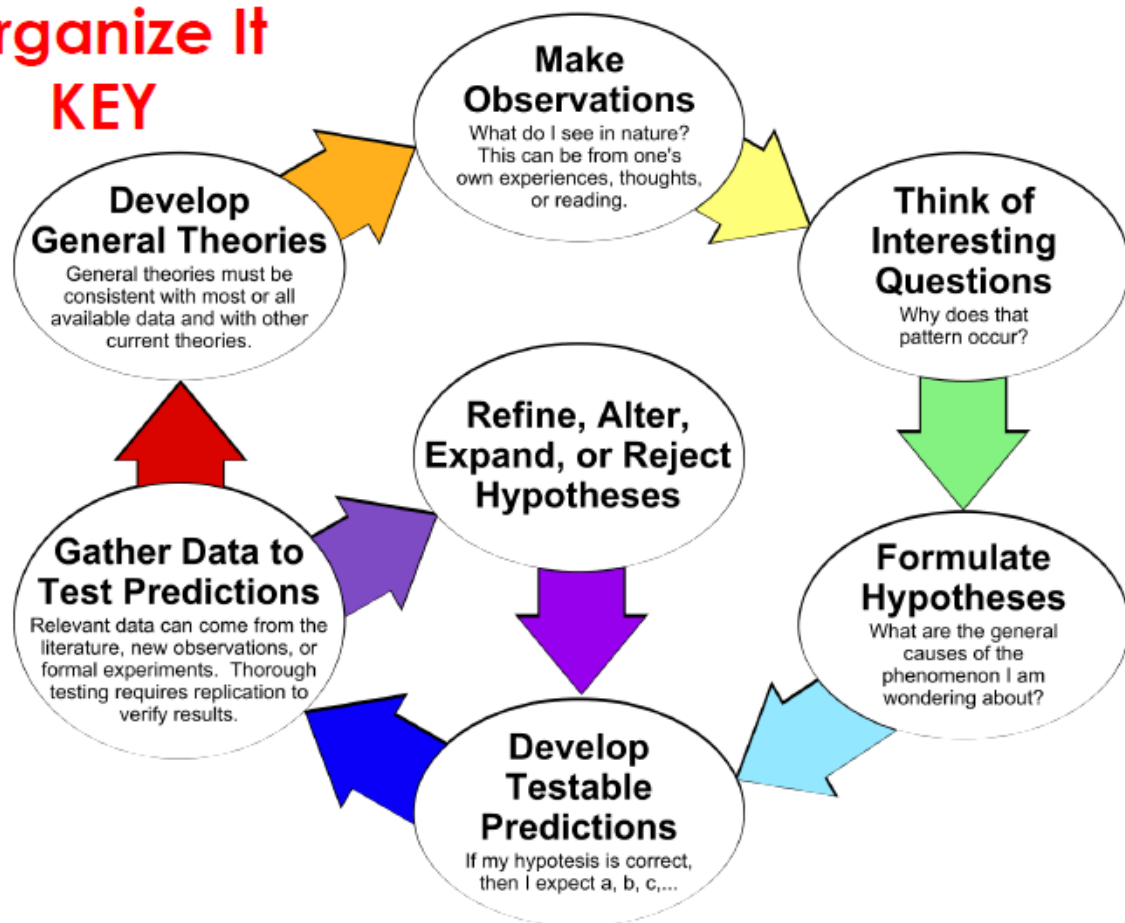 rganize It
KEY
Make
Observations
What do I see in nature?
This can be from one's
own experiences, thoughts,
or reading.
Think of
Interesting
Questions
Why does that
pattern occur?
Formulate
Hypotheses
What are the general
causes of the
phenomenon I am
wondering about?
Develop
Testable
Predictions
If my hypotesis is correct,
then I expect a, b, c,...
Gather Data to
Test Predictions
Relevant data can come from the
literature, new observations, or
formal experiments.  Thorough
testing requires replication to
verify results.
Refine, Alter,
Expand, or Reject
Hypotheses
Develop
General Theories
General theories must be
consistent with most or all
available data and with other
current theories.